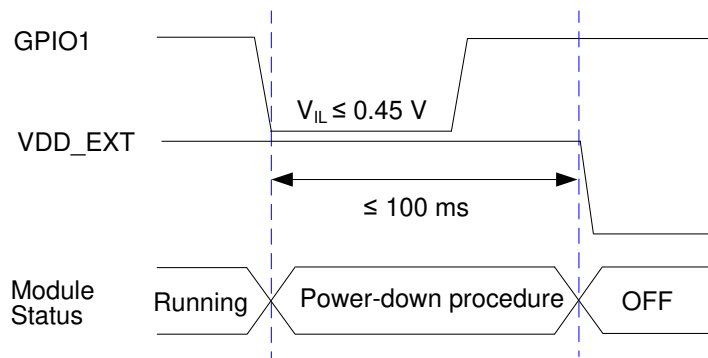 GPIO1
V_IL ≤ 0.45 V
VDD_EXT
≤ 100 ms
Module
Status
Running
Power-down procedure
OFF